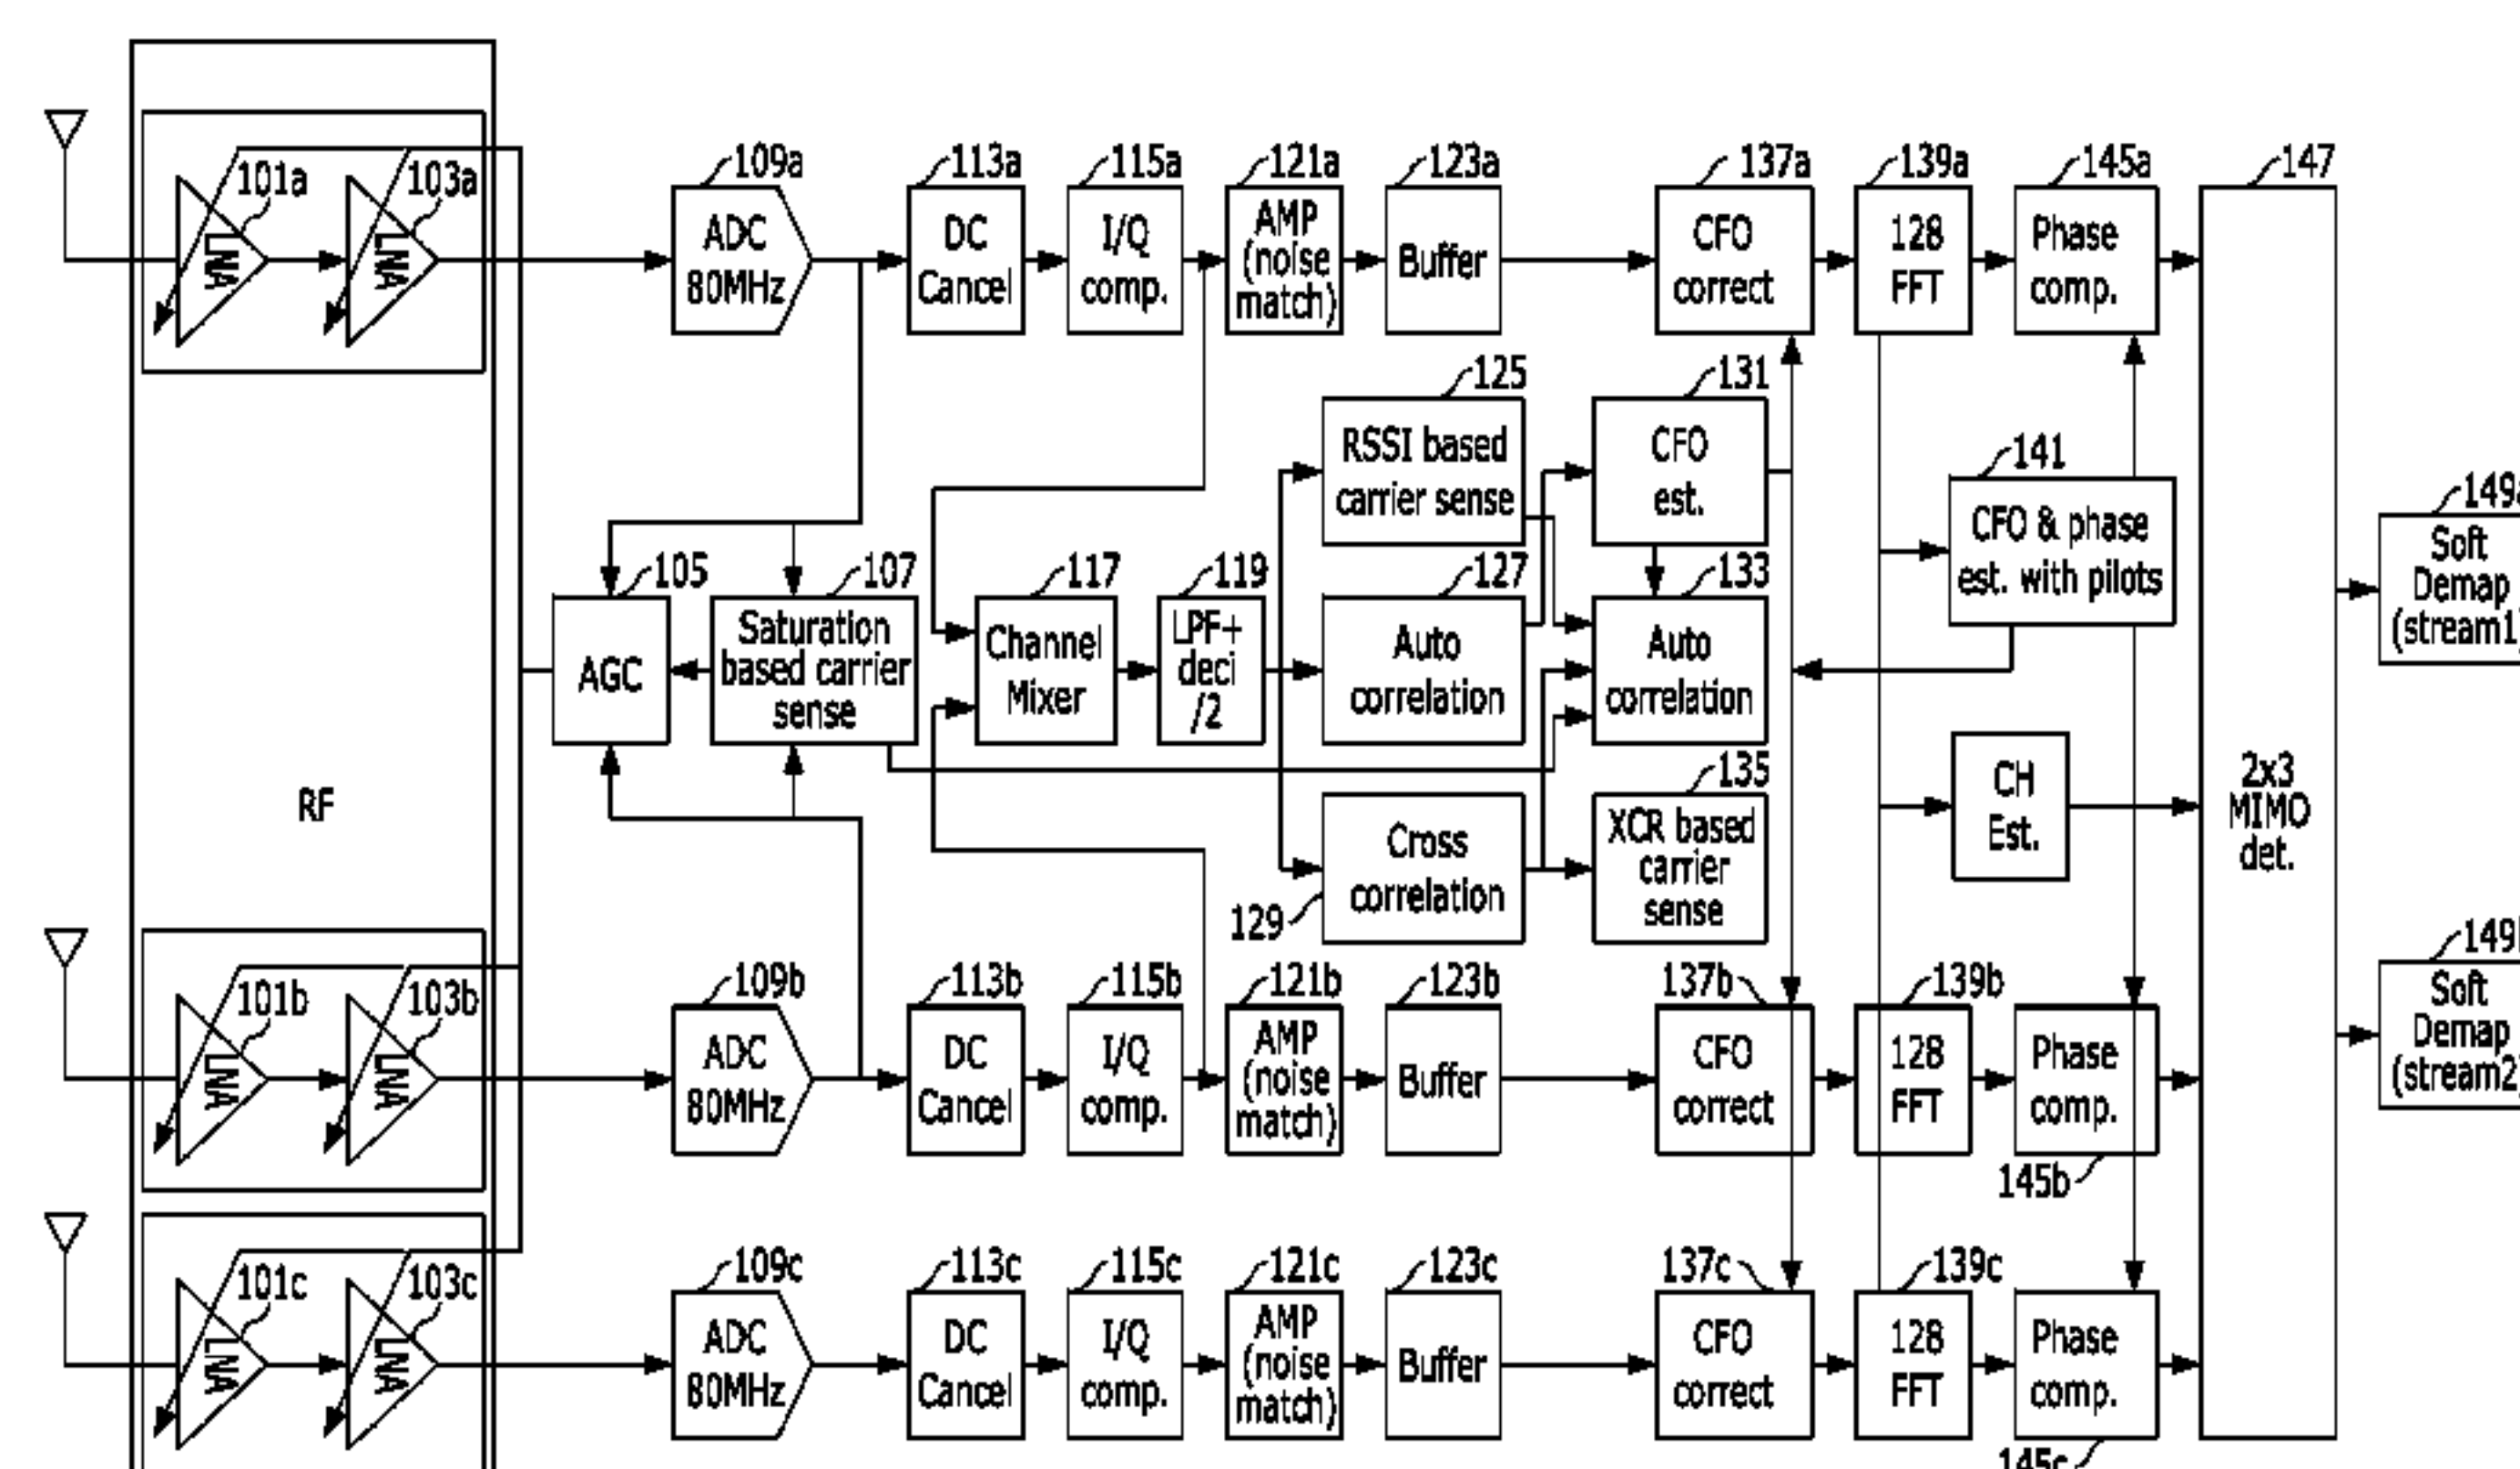 101a
103a
LNA
LNA
109a
ADC
80MHz
113a
DC
Cancel
115a
I/Q
comp.
121a
AMP
(noise
match)
123a
Buffer
137a
CFO
correct
139a
128
FFT
145a
Phase
comp.
147
2x3
MIMO
det.
125
RSSI based
carrier sense
131
CFO
est.
141
CFO & phase
est. with pilots
105
AGC
107
Saturation
based carrier
sense
117
Channel
Mixer
119
LPF+
deci
/2
127
Auto
correlation
133
Auto
correlation
RF
129
Cross
correlation
135
XCR based
carrier
sense
CH
Est.
149a
Soft
Demap
(stream1)
149b
Soft
Demap
(stream2)
101b
103b
LNA
LNA
109b
ADC
80MHz
113b
DC
Cancel
115b
I/Q
comp.
121b
AMP
(noise
match)
123b
Buffer
137b
CFO
correct
139b
128
FFT
Phase
comp.
145b
101c
103c
LNA
LNA
109c
ADC
80MHz
113c
DC
Cancel
115c
I/Q
comp.
121c
AMP
(noise
match)
123c
Buffer
137c
CFO
correct
139c
128
FFT
Phase
comp.
145c